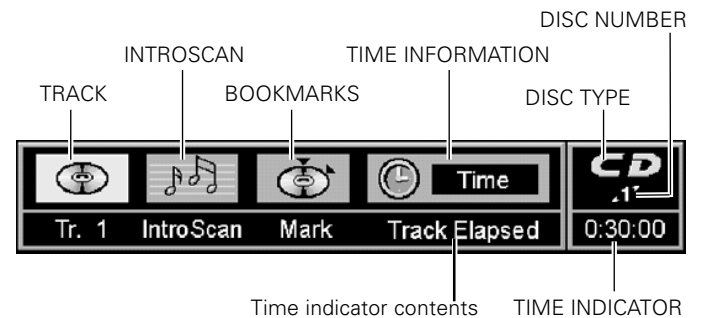 DISC NUMBER
INTROSCAN TIME INFORMATION
TRACK BOOKMARKS DISC TYPE
Time CD
1
Tr. 1 IntroScan Mark Track Elapsed 0:30:00
Time indicator contents TIME INDICATOR